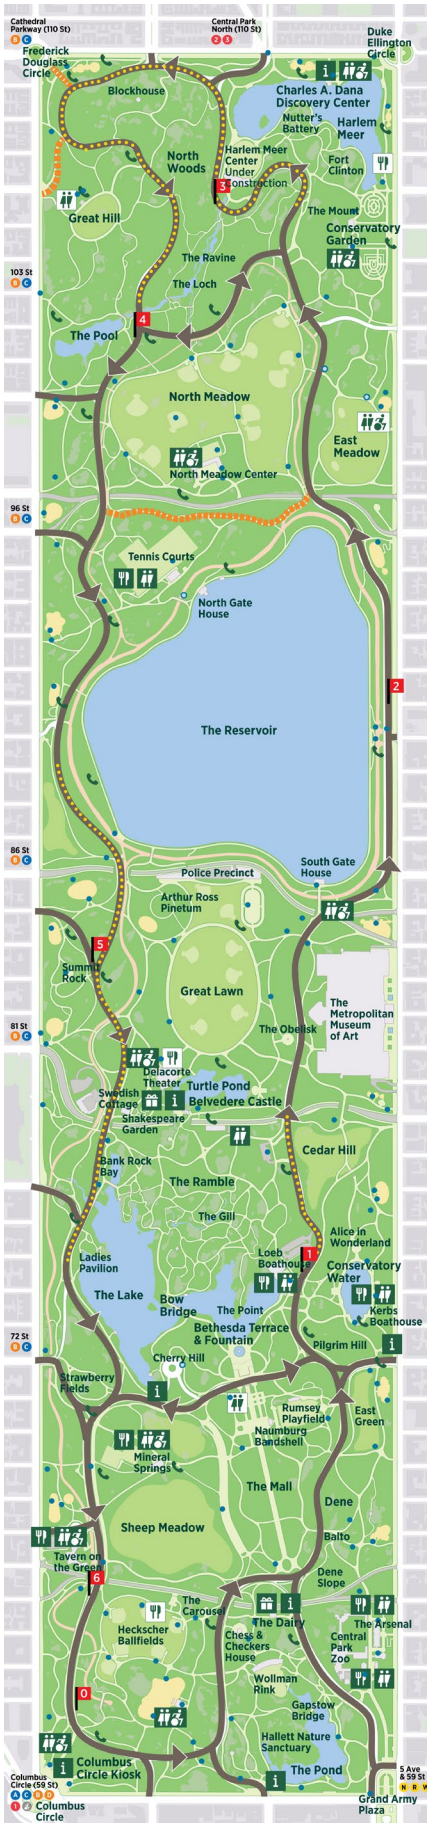 Cathedral
Parkway (110 St)
B C
Central Park
North (110 St)
2 3
Duke
Ellington
Circle
Frederick
Douglass
Circle
i
Blockhouse
Charles A. Dana
Discovery Center
Nutter's
Battery
Harlem
Meer
North
Woods
Harlem Meer
Center
Under
Construction
3
Fort
Clinton
Great Hill
The Mount
Conservatory
Garden
The Ravine
103 St
B C
The Loch
4
The Pool
North Meadow
East
Meadow
North Meadow Center
96 St
B C
Tennis Courts
North Gate
House
2
The Reservoir
86 St
B C
South Gate
House
Police Precinct
Arthur Ross
Pinetum
5
Summit
Rock
Great Lawn
The
Metropolitan
Museum
of Art
81 St
B C
The Obelisk
Delacorte
Theater
Turtle Pond
Swedish
Cottage
i
Belvedere Castle
Shakespeare
Garden
Cedar Hill
Bank Rock
Bay
The Ramble
The Gill
Alice in
Wonderland
Loeb
Boathouse
1
Ladies
Pavilion
Conservatory
Water
The Lake
Bow
Bridge
The Point
Kerbs
Boathouse
Bethesda Terrace
& Fountain
72 St
B C
Pilgrim Hill
i
Cherry Hill
Strawberry
Fields
i
Rumsey
Playfield
East
Green
Naumburg
Bandshell
Mineral
Springs
The Mall
Dene
Sheep Meadow
Balto
Tavern on
the Green
6
Dene
Slope
The
Carousel
i
The Dairy
The Arsenal
Heckscher
Ballfields
Chess &
Checkers
House
Central
Park
Zoo
Wollman
Rink
0
Gapstow
Bridge
Hallett Nature
Sanctuary
i
Columbus
Circle Kiosk
The Pond
i
Columbus
Circle (59 St)
A C B D
1
Columbus
Circle
5 Ave
& 59 St
N R W
Grand Army
Plaza